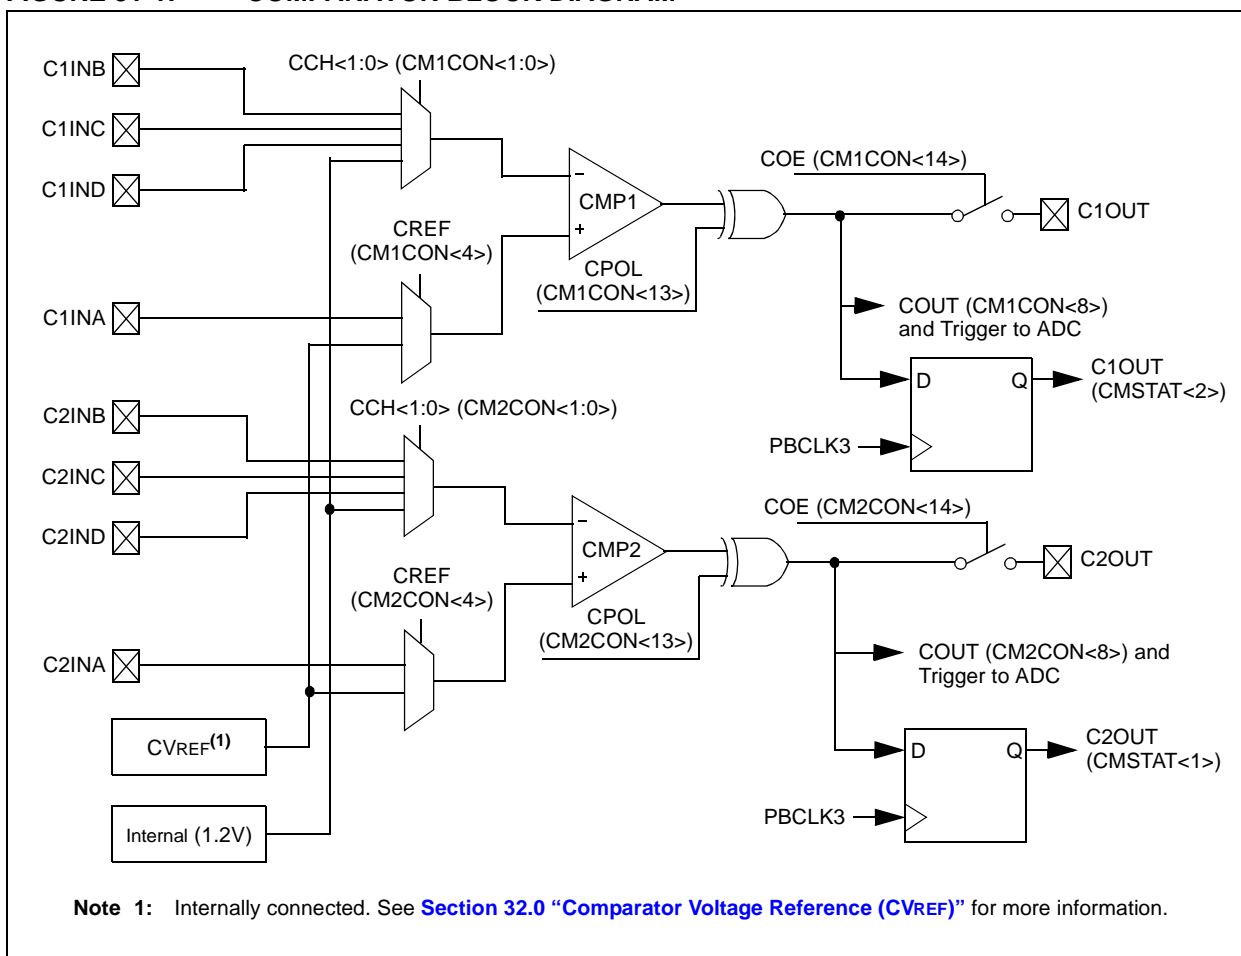 C1INB
CCH<1:0> (CM1CON<1:0>)
C1INC
C1IND
COE (CM1CON<14>)
CMP1
C1OUT
CREF
(CM1CON<4>)
CPOL
(CM1CON<13>)
C1INA
COUT (CM1CON<8>)
and Trigger to ADC
D
Q
C1OUT
(CMSTAT<2>)
PBCLK3
C2INB
CCH<1:0> (CM2CON<1:0>)
C2INC
C2IND
COE (CM2CON<14>)
CMP2
C2OUT
CREF
(CM2CON<4>)
CPOL
(CM2CON<13>)
C2INA
COUT (CM2CON<8>) and
Trigger to ADC
CVREF(1)
D
Q
C2OUT
(CMSTAT<1>)
PBCLK3
Internal (1.2V)
Note 1: Internally connected. See Section 32.0 “Comparator Voltage Reference (CVREF)” for more information.